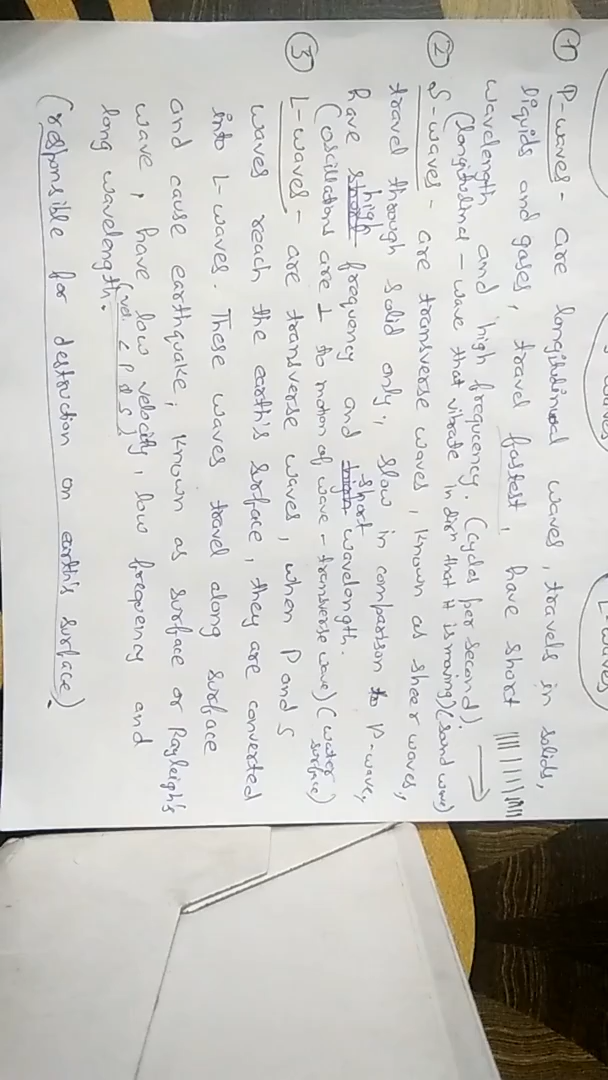 L-waves
① P-waves - are longitudinal waves, travels in solids,
liquids and gases, travel fastest, have short
wavelength and high frequency. (cycles per second).
(longitudinal - wave that vibrate in dirn that it is moving) (sound wave)
② S-waves - are transverse waves, known as sheer waves,
travel through solid only, slow in comparison to P-wave,
have high frequency and short wavelength.
(oscillations are ⊥ to motion of wave - transverse wave) (water surface)
③ L-waves - are transverse waves, when P and S
waves reach the earth's surface, they are converted
into L-waves. These waves travel along surface
and cause earthquake, known as surface or Rayleigh's
wave, have low velocity, low frequency and
long wavelength. (vel < P & S)
(responsible for destruction on earth's surface).